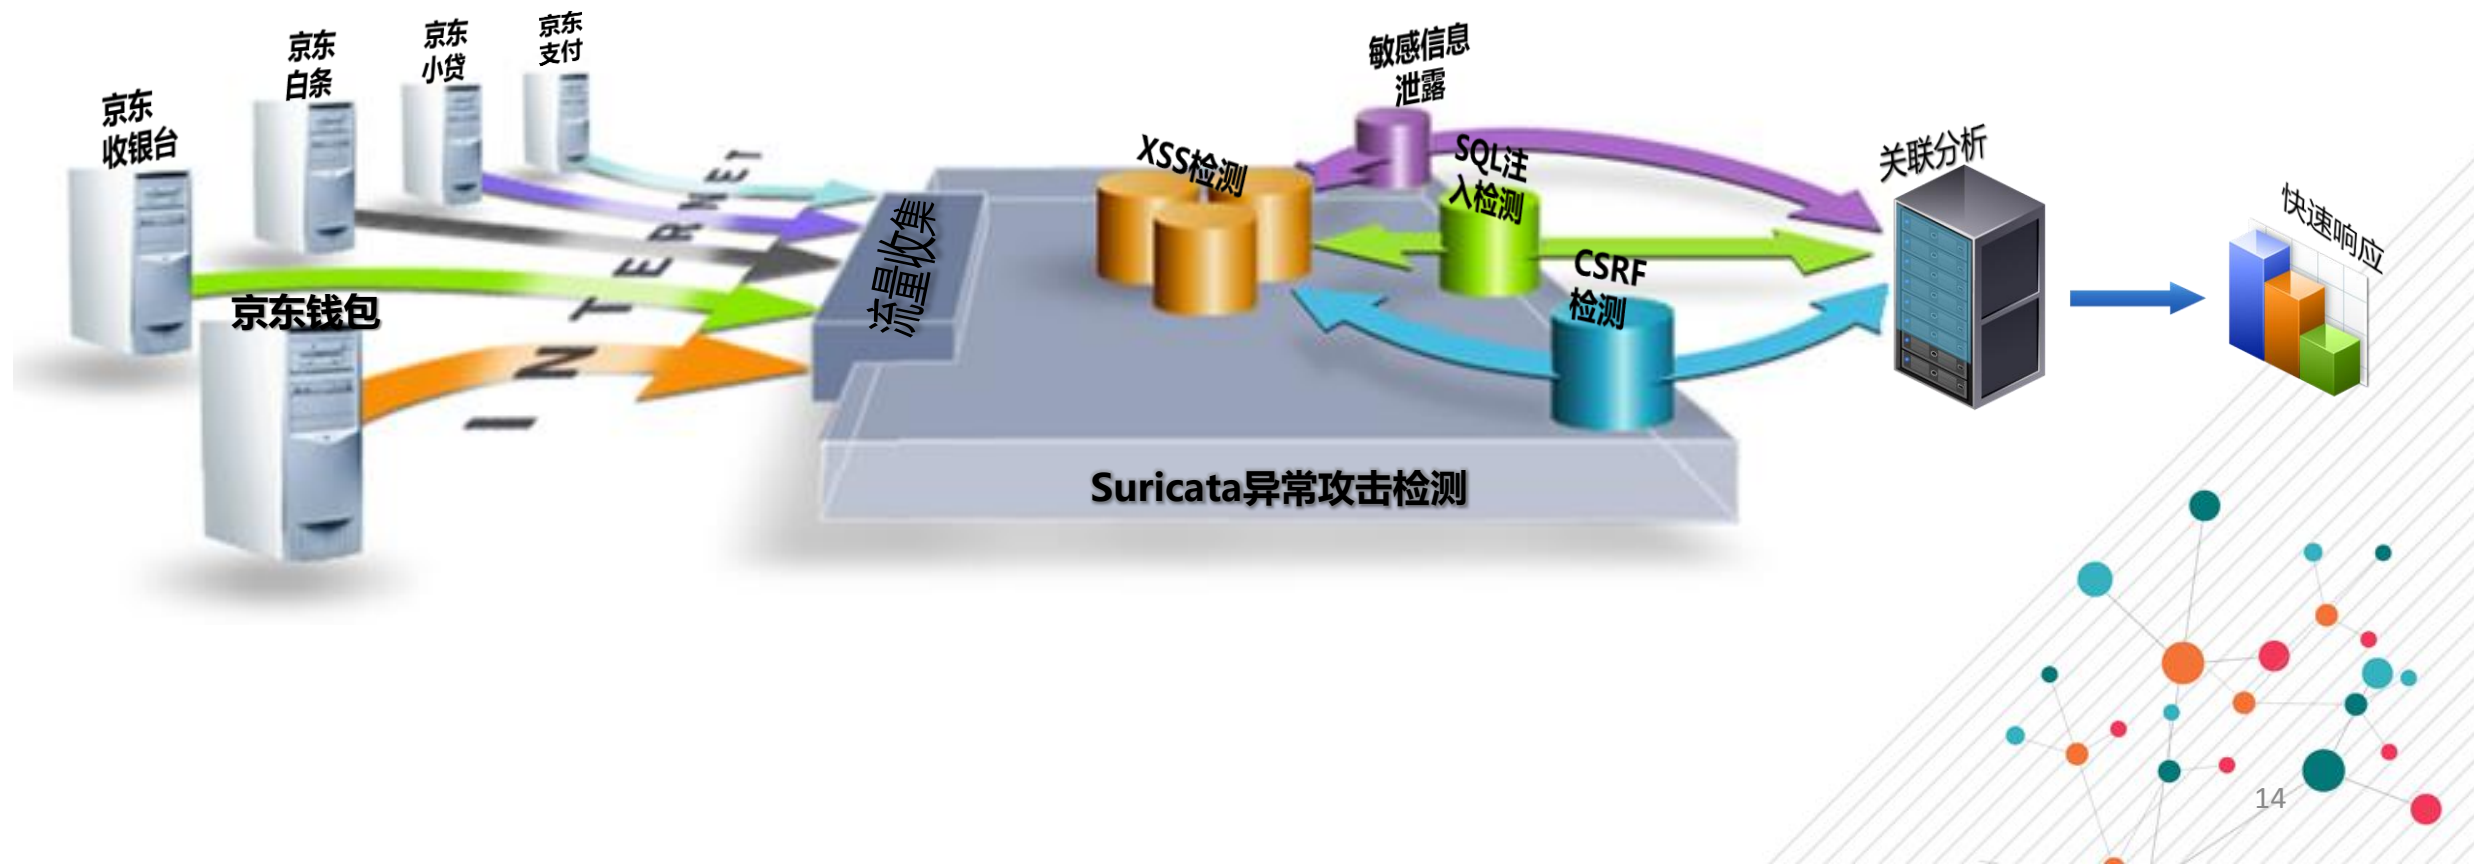 京东
收银台
京东
白条
京东
小贷
京东
支付
京东钱包
INTERNET
流量收集
XSS检测
敏感信息
泄露
SQL注
入检测
CSRF
检测
Suricata异常攻击检测
关联分析
快速响应
14